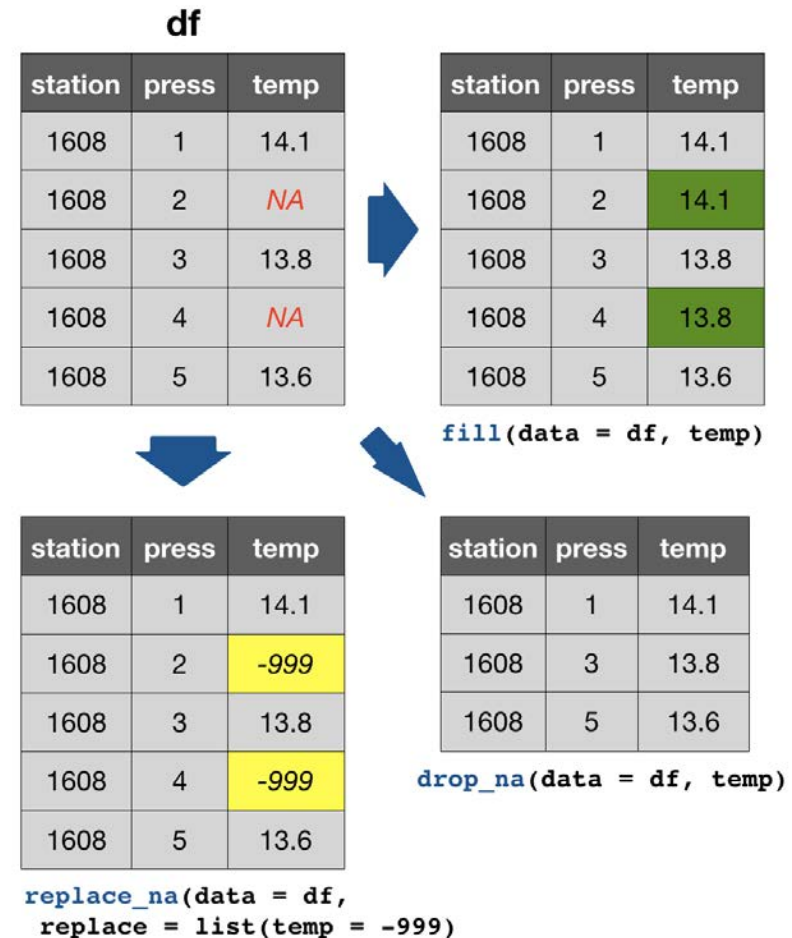 df
station press temp
1608 1 14.1
1608 2 NA
1608 3 13.8
1608 4 NA
1608 5 13.6
station press temp
1608 1 14.1
1608 2 14.1
1608 3 13.8
1608 4 13.8
1608 5 13.6
fill(data = df, temp)
station press temp
1608 1 14.1
1608 2 -999
1608 3 13.8
1608 4 -999
1608 5 13.6
replace_na(data = df,
replace = list(temp = -999)
station press temp
1608 1 14.1
1608 3 13.8
1608 5 13.6
drop_na(data = df, temp)